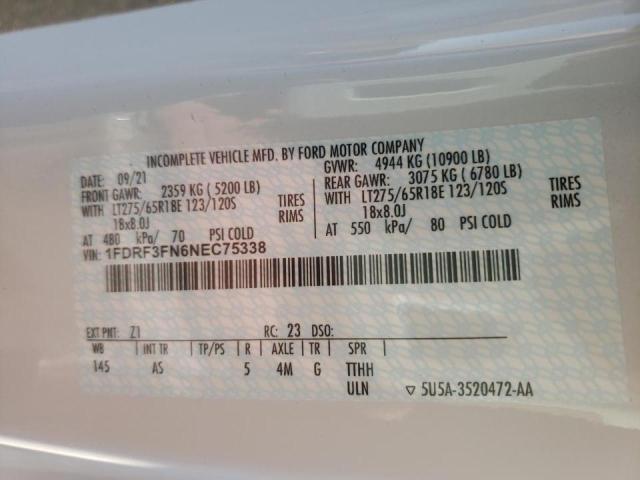 INCOMPLETE VEHICLE MFD. BY FORD MOTOR COMPANY
DATE: 09/21 GVWR: 4944 KG (10900 LB)
FRONT GAWR: 2359 KG ( 5200 LB) REAR GAWR: 3075 KG ( 6780 LB)
WITH LT275/65R18E 123/120S TIRES WITH LT275/65R18E 123/120S TIRES
18x8.0J RIMS 18x8.0J RIMS
AT 480 kPa/ 70 PSI COLD AT 550 kPa/ 80 PSI COLD
VIN: 1FDRF3FN6NEC75338
EXT PNT: Z1 RC: 23 DSO:
WB INT TR TP/PS R AXLE TR SPR
145 AS 5 4M G TTHH
ULN ▽ 5U5A-3520472-AA